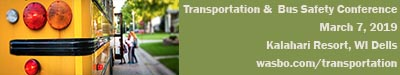 Transportation & Bus Safety Conference
March 7, 2019
Kalahari Resort, WI Dells
wasbo.com/transportation